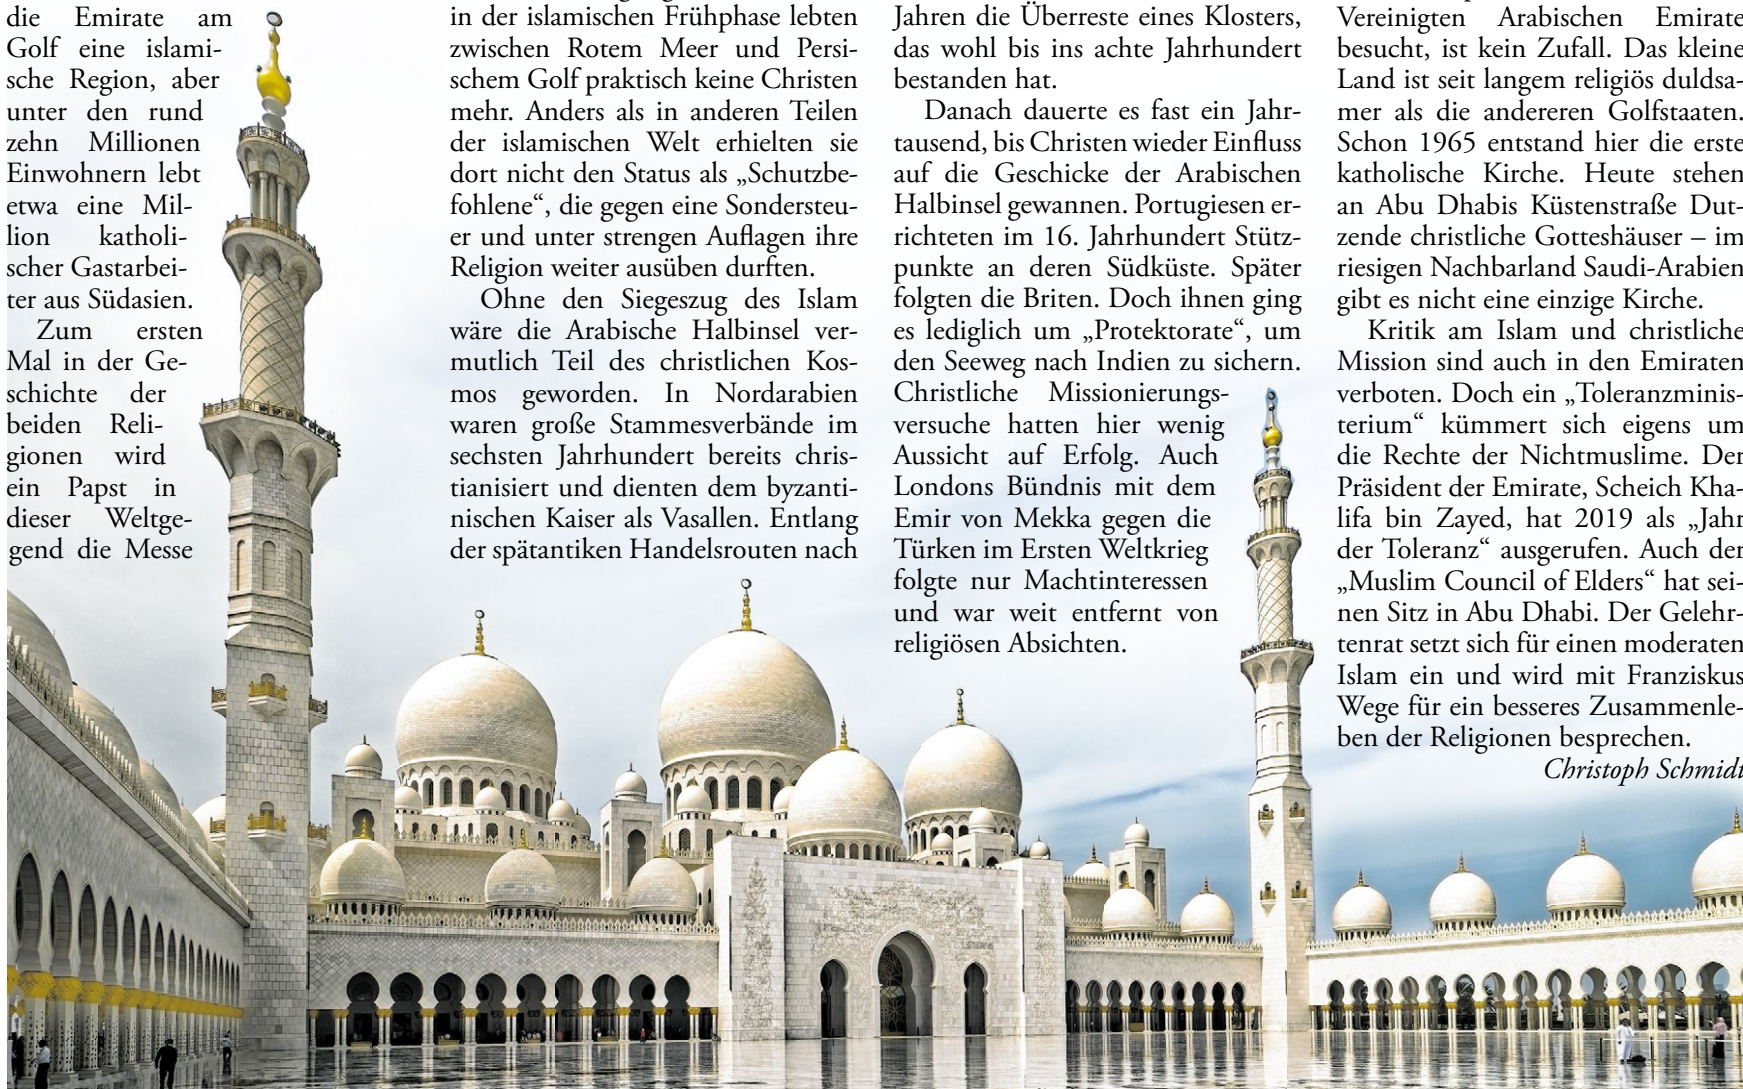 die Emirate am
Golf eine islami-
sche Region, aber
unter den rund
zehn Millionen
Einwohnern lebt
etwa eine Mil-
lion katholi-
scher Gastarbei-
ter aus Südasien.
Zum ersten
Mal in der Ge-
schichte der
beiden Reli-
gionen wird
ein Papst in
dieser Weltge-
gend die Messe
in der islamischen Frühphase lebten
zwischen Rotem Meer und Persi-
schem Golf praktisch keine Christen
mehr. Anders als in anderen Teilen
der islamischen Welt erhielten sie
dort nicht den Status als „Schutzbe-
fohlene“, die gegen eine Sondersteu-
er und unter strengen Auflagen ihre
Religion weiter ausüben durften.
Ohne den Siegeszug des Islam
wäre die Arabische Halbinsel ver-
mutlich Teil des christlichen Kos-
mos geworden. In Nordarabien
waren große Stammesverbände im
sechsten Jahrhundert bereits chris-
tianisiert und dienten dem byzanti-
nischen Kaiser als Vasallen. Entlang
der spätantiken Handelsrouten nach
Jahren die Überreste eines Klosters,
das wohl bis ins achte Jahrhundert
bestanden hat.
Danach dauerte es fast ein Jahr-
tausend, bis Christen wieder Einfluss
auf die Geschicke der Arabischen
Halbinsel gewannen. Portugiesen er-
richteten im 16. Jahrhundert Stütz-
punkte an deren Südküste. Später
folgten die Briten. Doch ihnen ging
es lediglich um „Protektorate“, um
den Seeweg nach Indien zu sichern.
Christliche Missionierungs-
versuche hatten hier wenig
Aussicht auf Erfolg. Auch
Londons Bündnis mit dem
Emir von Mekka gegen die
Türken im Ersten Weltkrieg
folgte nur Machtinteressen
und war weit entfernt von
religiösen Absichten.
Vereinigten Arabischen Emirate
besucht, ist kein Zufall. Das kleine
Land ist seit langem religiös duldsa-
mer als die andereren Golfstaaten.
Schon 1965 entstand hier die erste
katholische Kirche. Heute stehen
an Abu Dhabis Küstenstraße Dut-
zende christliche Gotteshäuser – im
riesigen Nachbarland Saudi-Arabien
gibt es nicht eine einzige Kirche.
Kritik am Islam und christliche
Mission sind auch in den Emiraten
verboten. Doch ein „Toleranzminis-
terium“ kümmert sich eigens um
die Rechte der Nichtmuslime. Der
Präsident der Emirate, Scheich Kha-
lifa bin Zayed, hat 2019 als „Jahr
der Toleranz“ ausgerufen. Auch der
„Muslim Council of Elders“ hat sei-
nen Sitz in Abu Dhabi. Der Gelehr-
tenrat setzt sich für einen moderaten
Islam ein und wird mit Franziskus
Wege für ein besseres Zusammenle-
ben der Religionen besprechen.
Christoph Schmidt